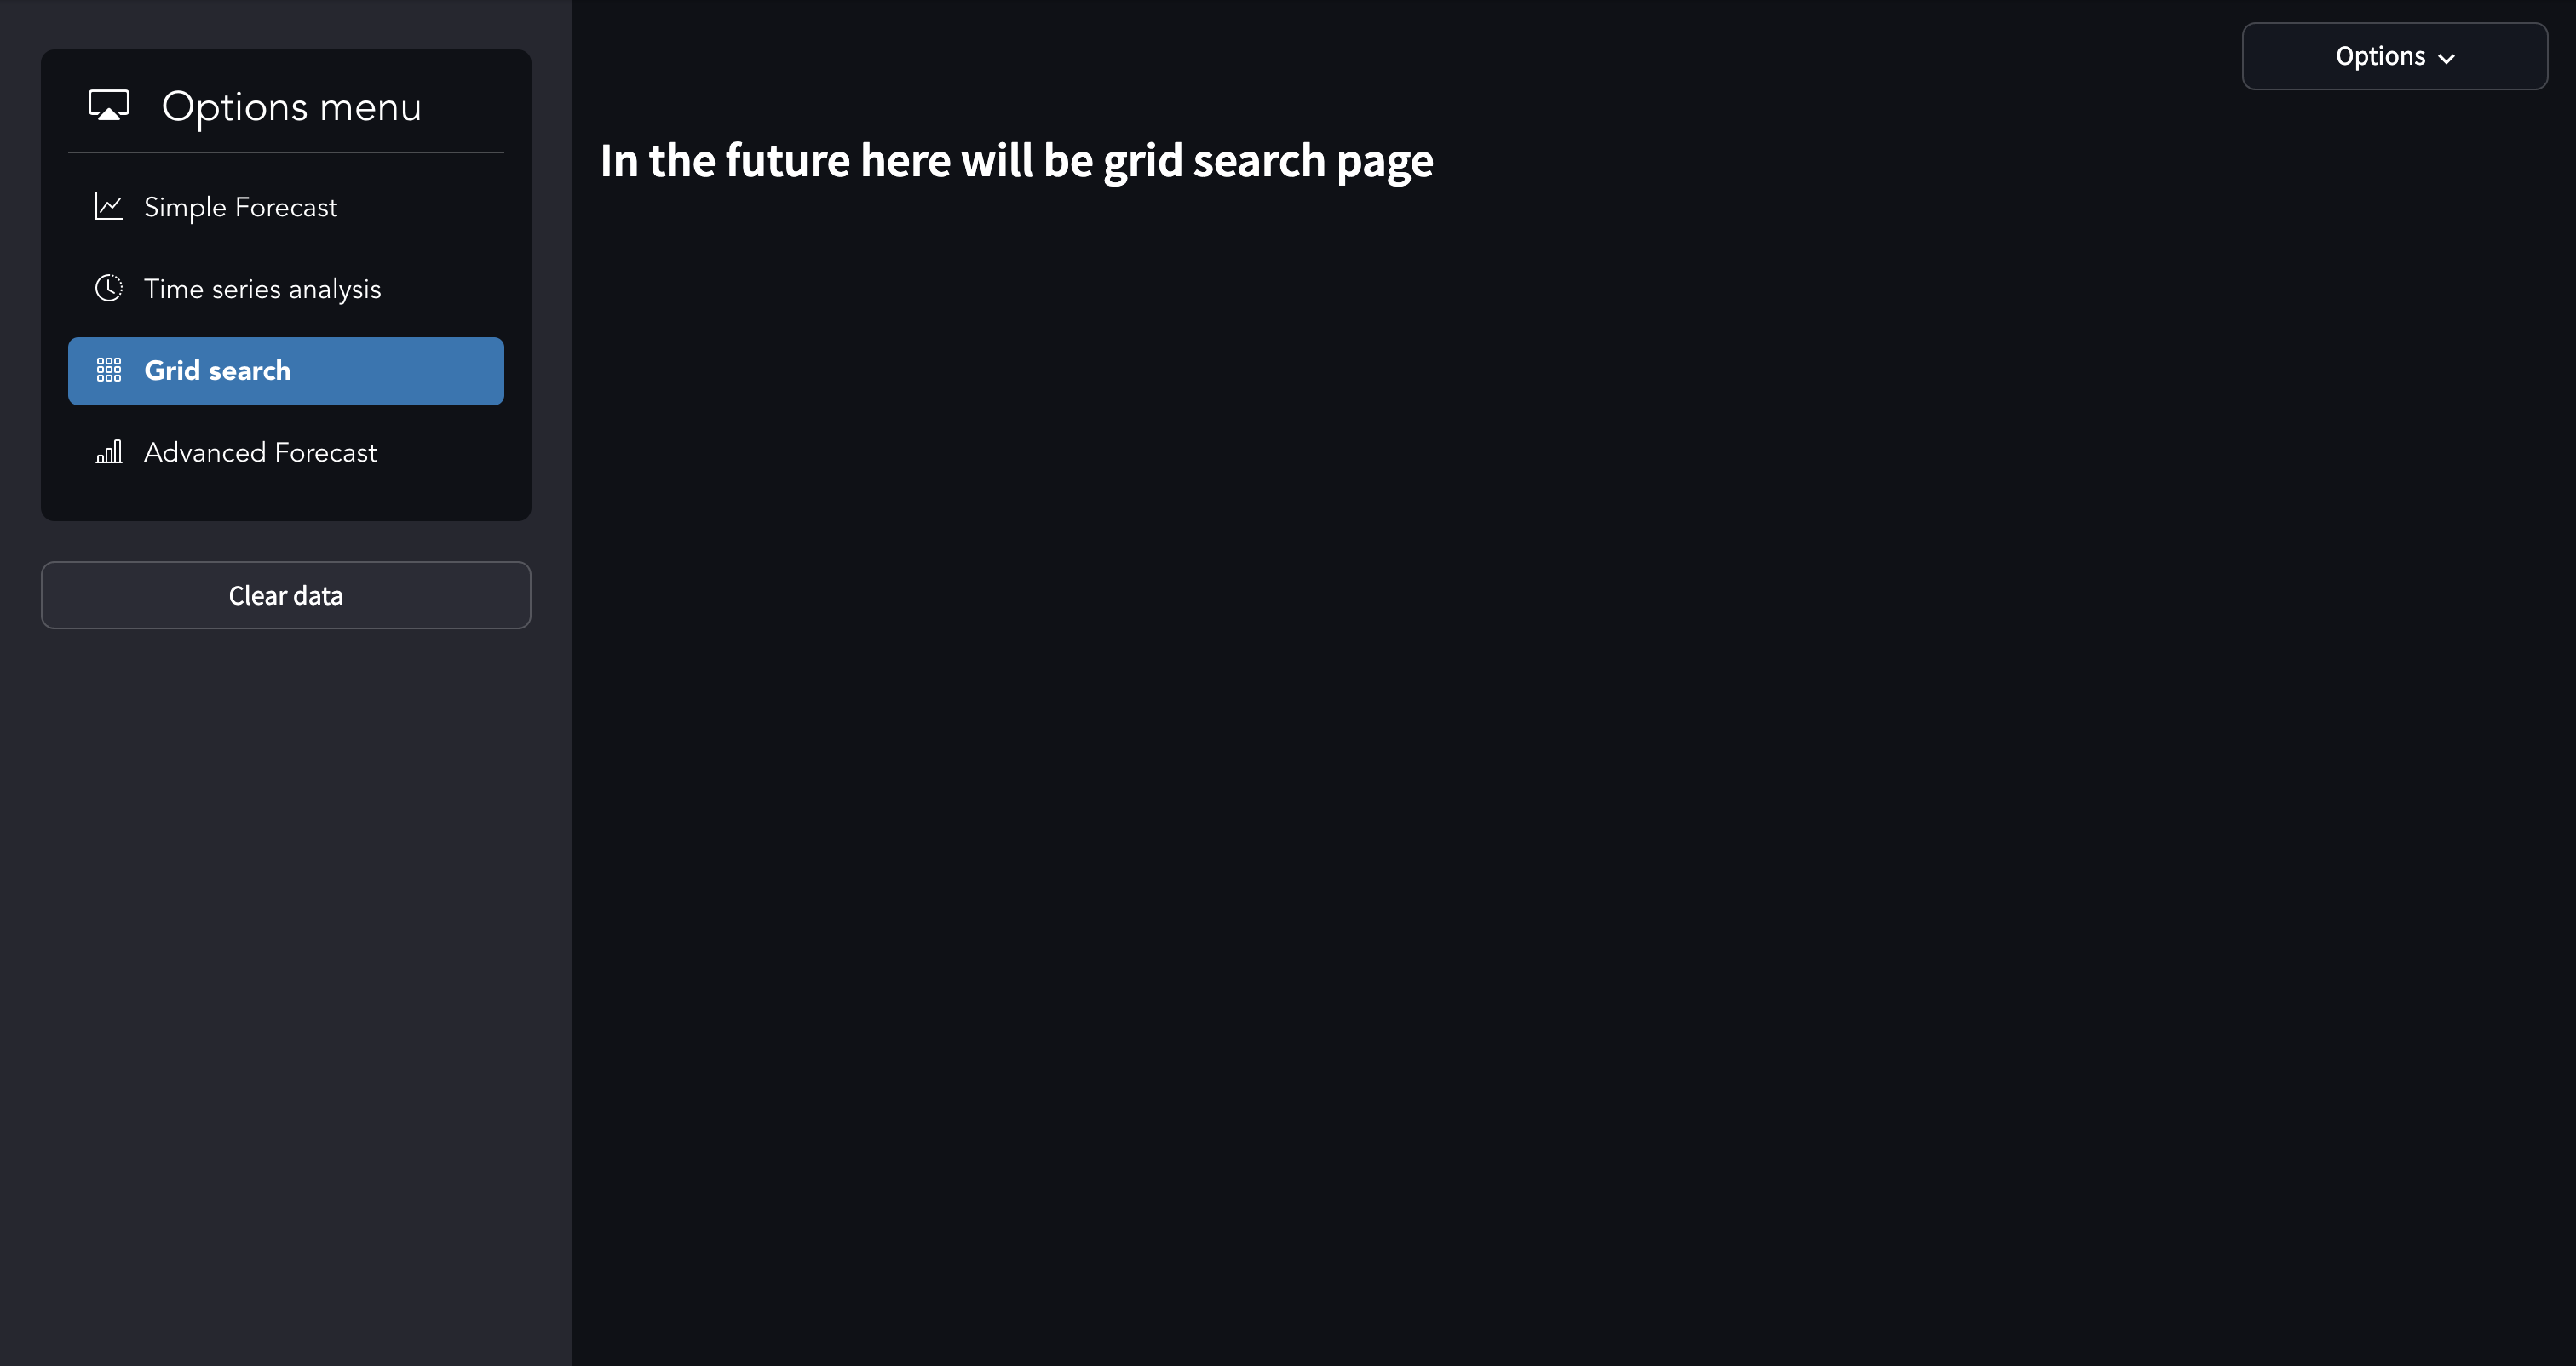 Options menu
Simple Forecast
Time series analysis
Grid search
Advanced Forecast
Clear data
Options
In the future here will be grid search page